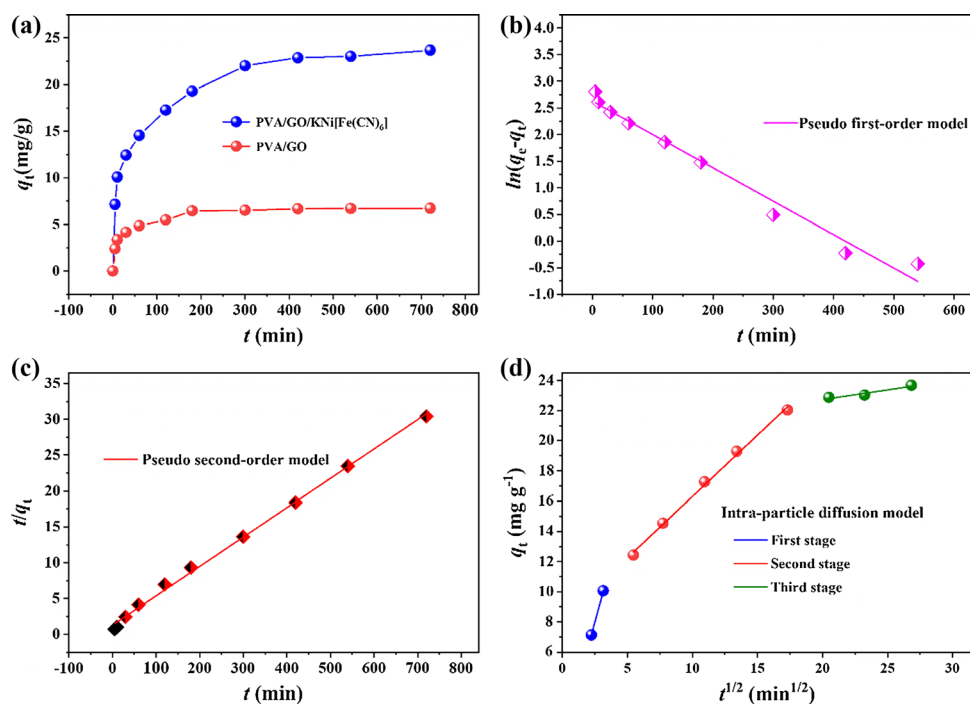 (a)
25
20
15
10
5
0
q_t(mg/g)
PVA/GO/KNi[Fe(CN)₆]
PVA/GO
-100 0 100 200 300 400 500 600 700 800
t (min)
(b)
4.0
3.5
3.0
2.5
2.0
1.5
1.0
0.5
0.0
-0.5
-1.0
ln(q_e-q_t)
Pseudo first-order model
0 100 200 300 400 500 600
t (min)
(c)
35
30
25
20
15
10
5
0
t/q_t
Pseudo second-order model
-100 0 100 200 300 400 500 600 700 800
t (min)
(d)
24
22
20
18
16
14
12
10
8
6
q_t (mg g⁻¹)
Intra-particle diffusion model
First stage
Second stage
Third stage
0 5 10 15 20 25 30
t^1/2 (min^1/2)